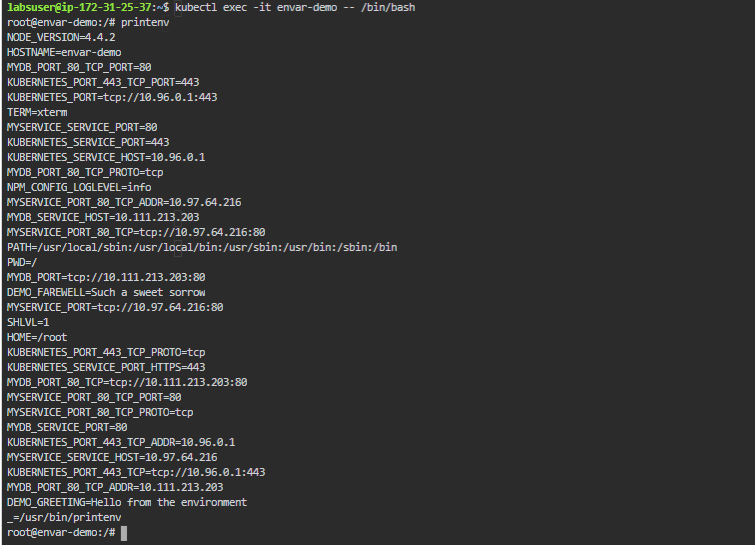 labsuser@ip-172-31-25-37:~$ kubectl exec -it envar-demo -- /bin/bash
root@envar-demo:/# printenv
NODE_VERSION=4.4.2
HOSTNAME=envar-demo
MYDB_PORT_80_TCP_PORT=80
KUBERNETES_PORT_443_TCP_PORT=443
KUBERNETES_PORT=tcp://10.96.0.1:443
TERM=xterm
MYSERVICE_SERVICE_PORT=80
KUBERNETES_SERVICE_PORT=443
KUBERNETES_SERVICE_HOST=10.96.0.1
MYDB_PORT_80_TCP_PROTO=tcp
NPM_CONFIG_LOGLEVEL=info
MYSERVICE_PORT_80_TCP_ADDR=10.97.64.216
MYDB_SERVICE_HOST=10.111.213.203
MYSERVICE_PORT_80_TCP=tcp://10.97.64.216:80
PATH=/usr/local/sbin:/usr/local/bin:/usr/sbin:/usr/bin:/sbin:/bin
PWD=/
MYDB_PORT=tcp://10.111.213.203:80
DEMO_FAREWELL=Such a sweet sorrow
MYSERVICE_PORT=tcp://10.97.64.216:80
SHLVL=1
HOME=/root
KUBERNETES_PORT_443_TCP_PROTO=tcp
KUBERNETES_SERVICE_PORT_HTTPS=443
MYDB_PORT_80_TCP=tcp://10.111.213.203:80
MYSERVICE_PORT_80_TCP_PORT=80
MYSERVICE_PORT_80_TCP_PROTO=tcp
MYDB_SERVICE_PORT=80
KUBERNETES_PORT_443_TCP_ADDR=10.96.0.1
MYSERVICE_SERVICE_HOST=10.97.64.216
KUBERNETES_PORT_443_TCP=tcp://10.96.0.1:443
MYDB_PORT_80_TCP_ADDR=10.111.213.203
DEMO_GREETING=Hello from the environment
_=/usr/bin/printenv
root@envar-demo:/#